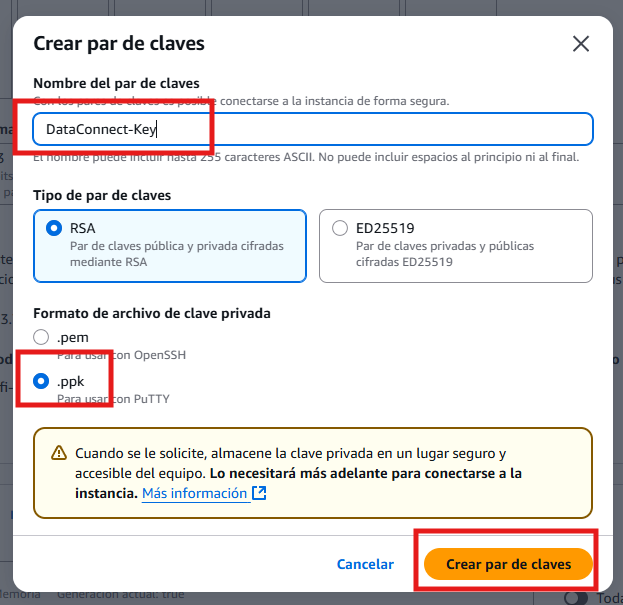 Crear par de claves
Nombre del par de claves
Con los pares de claves es posible conectarse a la instancia de forma segura.
DataConnect-Key
El nombre puede incluir hasta 255 caracteres ASCII. No puede incluir espacios al principio ni al final.
Tipo de par de claves
RSA
Par de claves pública y privada cifradas
mediante RSA
ED25519
Par de claves privadas y públicas
cifradas ED25519
Formato de archivo de clave privada
.pem
Para usar con OpenSSH
.ppk
Para usar con PuTTY
Cuando se le solicite, almacene la clave privada en un lugar seguro y
accesible del equipo. Lo necesitará más adelante para conectarse a la
instancia. Más información
Cancelar
Crear par de claves
Generación actual: true